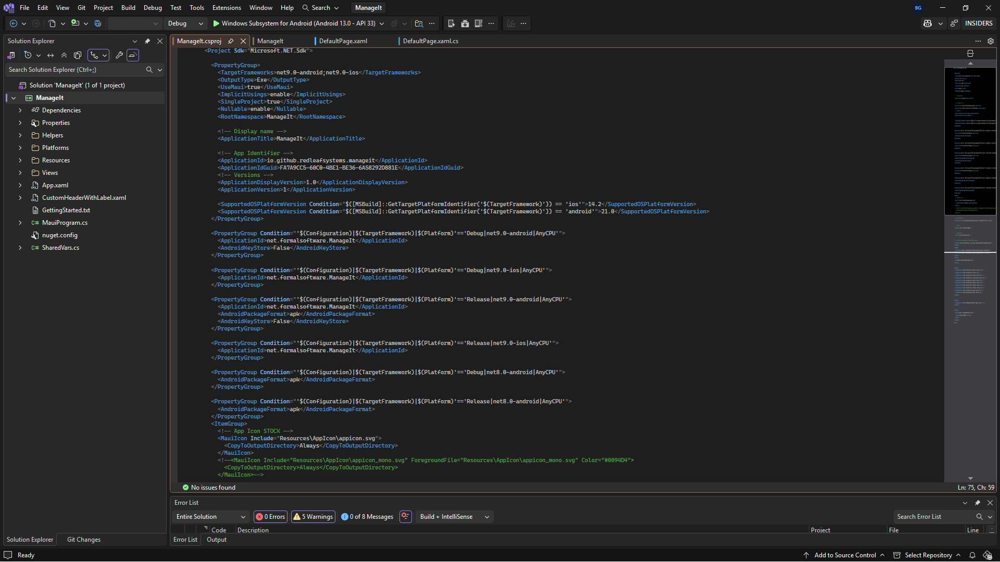 File Edit View Git Project Build Debug Test Tools Extensions Window Help Search ManageIt BG
Debug Windows Subsystem for Android (Android 13.0 - API 33) INSIDERS
Solution Explorer
Search Solution Explorer (Ctrl+;)
Solution 'ManageIt' (1 of 1 project)
C# ManageIt
Dependencies
Properties
Helpers
Platforms
Resources
Views
App.xaml
CustomHeaderWithLabel.xaml
GettingStarted.txt
C# MauiProgram.cs
nuget.config
C# SharedVars.cs
Solution Explorer Git Changes
ManageIt.csproj ManageIt DefaultPage.xaml DefaultPage.xaml.cs
<Project Sdk="Microsoft.NET.Sdk">
<PropertyGroup>
<TargetFrameworks>net9.0-android;net9.0-ios</TargetFrameworks>
<OutputType>Exe</OutputType>
<UseMaui>true</UseMaui>
<ImplicitUsings>enable</ImplicitUsings>
<SingleProject>true</SingleProject>
<Nullable>enable</Nullable>
<RootNamespace>ManageIt</RootNamespace>
<!-- Display name -->
<ApplicationTitle>ManageIt</ApplicationTitle>
<!-- App Identifier -->
<ApplicationId>io.github.redleafsystems.manageit</ApplicationId>
<ApplicationIdGuid>FA7A9CC5-60C0-4BE1-BE36-6A58292D881E</ApplicationIdGuid>
<!-- Versions -->
<ApplicationDisplayVersion>1.0</ApplicationDisplayVersion>
<ApplicationVersion>1</ApplicationVersion>
<SupportedOSPlatformVersion Condition="$([MSBuild]::GetTargetPlatformIdentifier('$(TargetFramework)')) == 'ios'">14.2</SupportedOSPlatformVersion>
<SupportedOSPlatformVersion Condition="$([MSBuild]::GetTargetPlatformIdentifier('$(TargetFramework)')) == 'android'">21.0</SupportedOSPlatformVersion>
</PropertyGroup>
<PropertyGroup Condition="'$(Configuration)|$(TargetFramework)|$(Platform)'=='Debug|net9.0-android|AnyCPU'">
<ApplicationId>net.formalsoftware.ManageIt</ApplicationId>
<AndroidKeyStore>False</AndroidKeyStore>
</PropertyGroup>
<PropertyGroup Condition="'$(Configuration)|$(TargetFramework)|$(Platform)'=='Debug|net9.0-ios|AnyCPU'">
<ApplicationId>net.formalsoftware.ManageIt</ApplicationId>
</PropertyGroup>
<PropertyGroup Condition="'$(Configuration)|$(TargetFramework)|$(Platform)'=='Release|net9.0-android|AnyCPU'">
<ApplicationId>net.formalsoftware.ManageIt</ApplicationId>
<AndroidPackageFormat>apk</AndroidPackageFormat>
<AndroidKeyStore>False</AndroidKeyStore>
</PropertyGroup>
<PropertyGroup Condition="'$(Configuration)|$(TargetFramework)|$(Platform)'=='Release|net9.0-ios|AnyCPU'">
<ApplicationId>net.formalsoftware.ManageIt</ApplicationId>
</PropertyGroup>
<PropertyGroup Condition="'$(Configuration)|$(TargetFramework)|$(Platform)'=='Debug|net8.0-android|AnyCPU'">
<AndroidPackageFormat>apk</AndroidPackageFormat>
</PropertyGroup>
<PropertyGroup Condition="'$(Configuration)|$(TargetFramework)|$(Platform)'=='Release|net8.0-android|AnyCPU'">
<AndroidPackageFormat>apk</AndroidPackageFormat>
</PropertyGroup>
<ItemGroup>
<!-- App Icon STOCK -->
<MauiIcon Include="Resources\AppIcon\appicon.svg">
<CopyToOutputDirectory>Always</CopyToOutputDirectory>
</MauiIcon>
<!--<MauiIcon Include="Resources\AppIcon\appicon_mono.svg" ForegroundFile="Resources\AppIcon\appicon_mono.svg" Color="#0094D4">
<CopyToOutputDirectory>Always</CopyToOutputDirectory>
</MauiIcon>-->
No issues found Ln: 75, Ch: 59
Error List
Entire Solution 0 Errors 5 Warnings 0 of 8 Messages Build + IntelliSense Search Error List
Code Description Project File Line
Error List Output
Ready Add to Source Control Select Repository